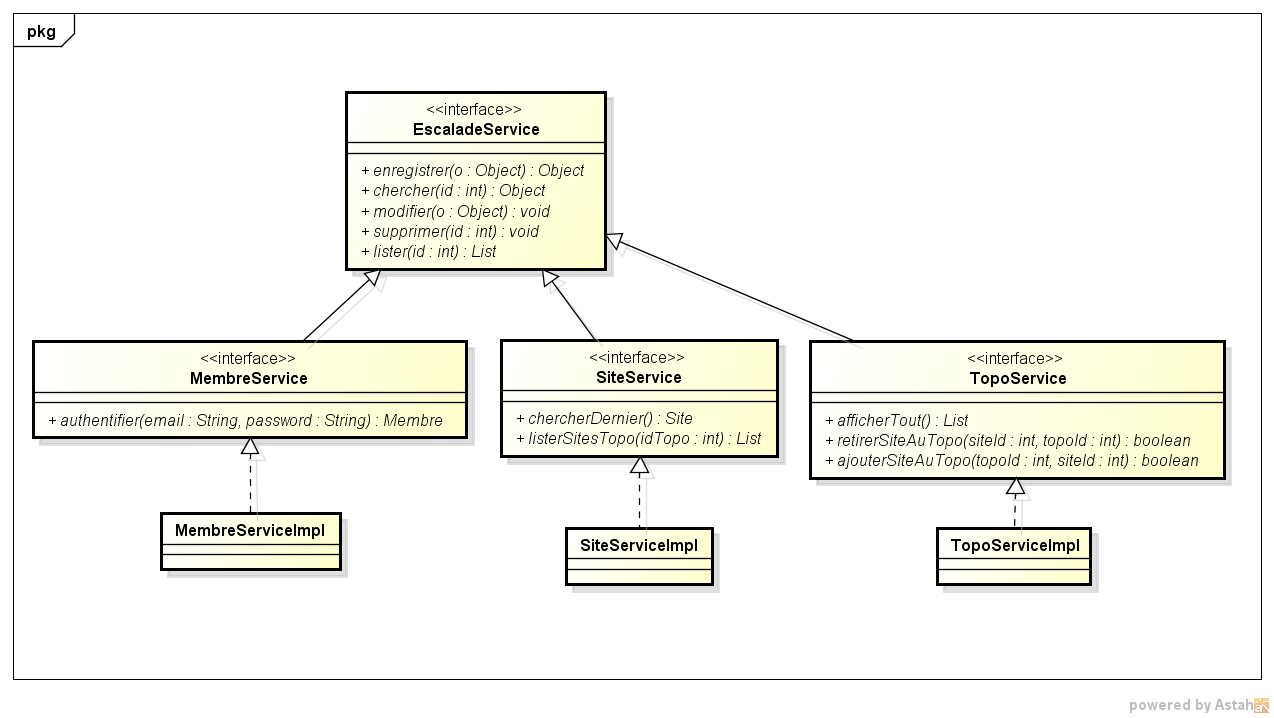 pkg
<<interface>>
EscaladeService
+ enregistrer(o : Object) : Object
+ chercher(id : int) : Object
+ modifier(o : Object) : void
+ supprimer(id : int) : void
+ lister(id : int) : List
<<interface>>
MembreService
+ authentifier(email : String, password : String) : Membre
<<interface>>
SiteService
+ chercherDernier() : Site
+ listerSitesTopo(idTopo : int) : List
<<interface>>
TopoService
+ afficherTout() : List
+ retirerSiteAuTopo(siteId : int, topoId : int) : boolean
+ ajouterSiteAuTopo(topoId : int, siteId : int) : boolean
MembreServiceImpl
SiteServiceImpl
TopoServiceImpl
powered by Astah